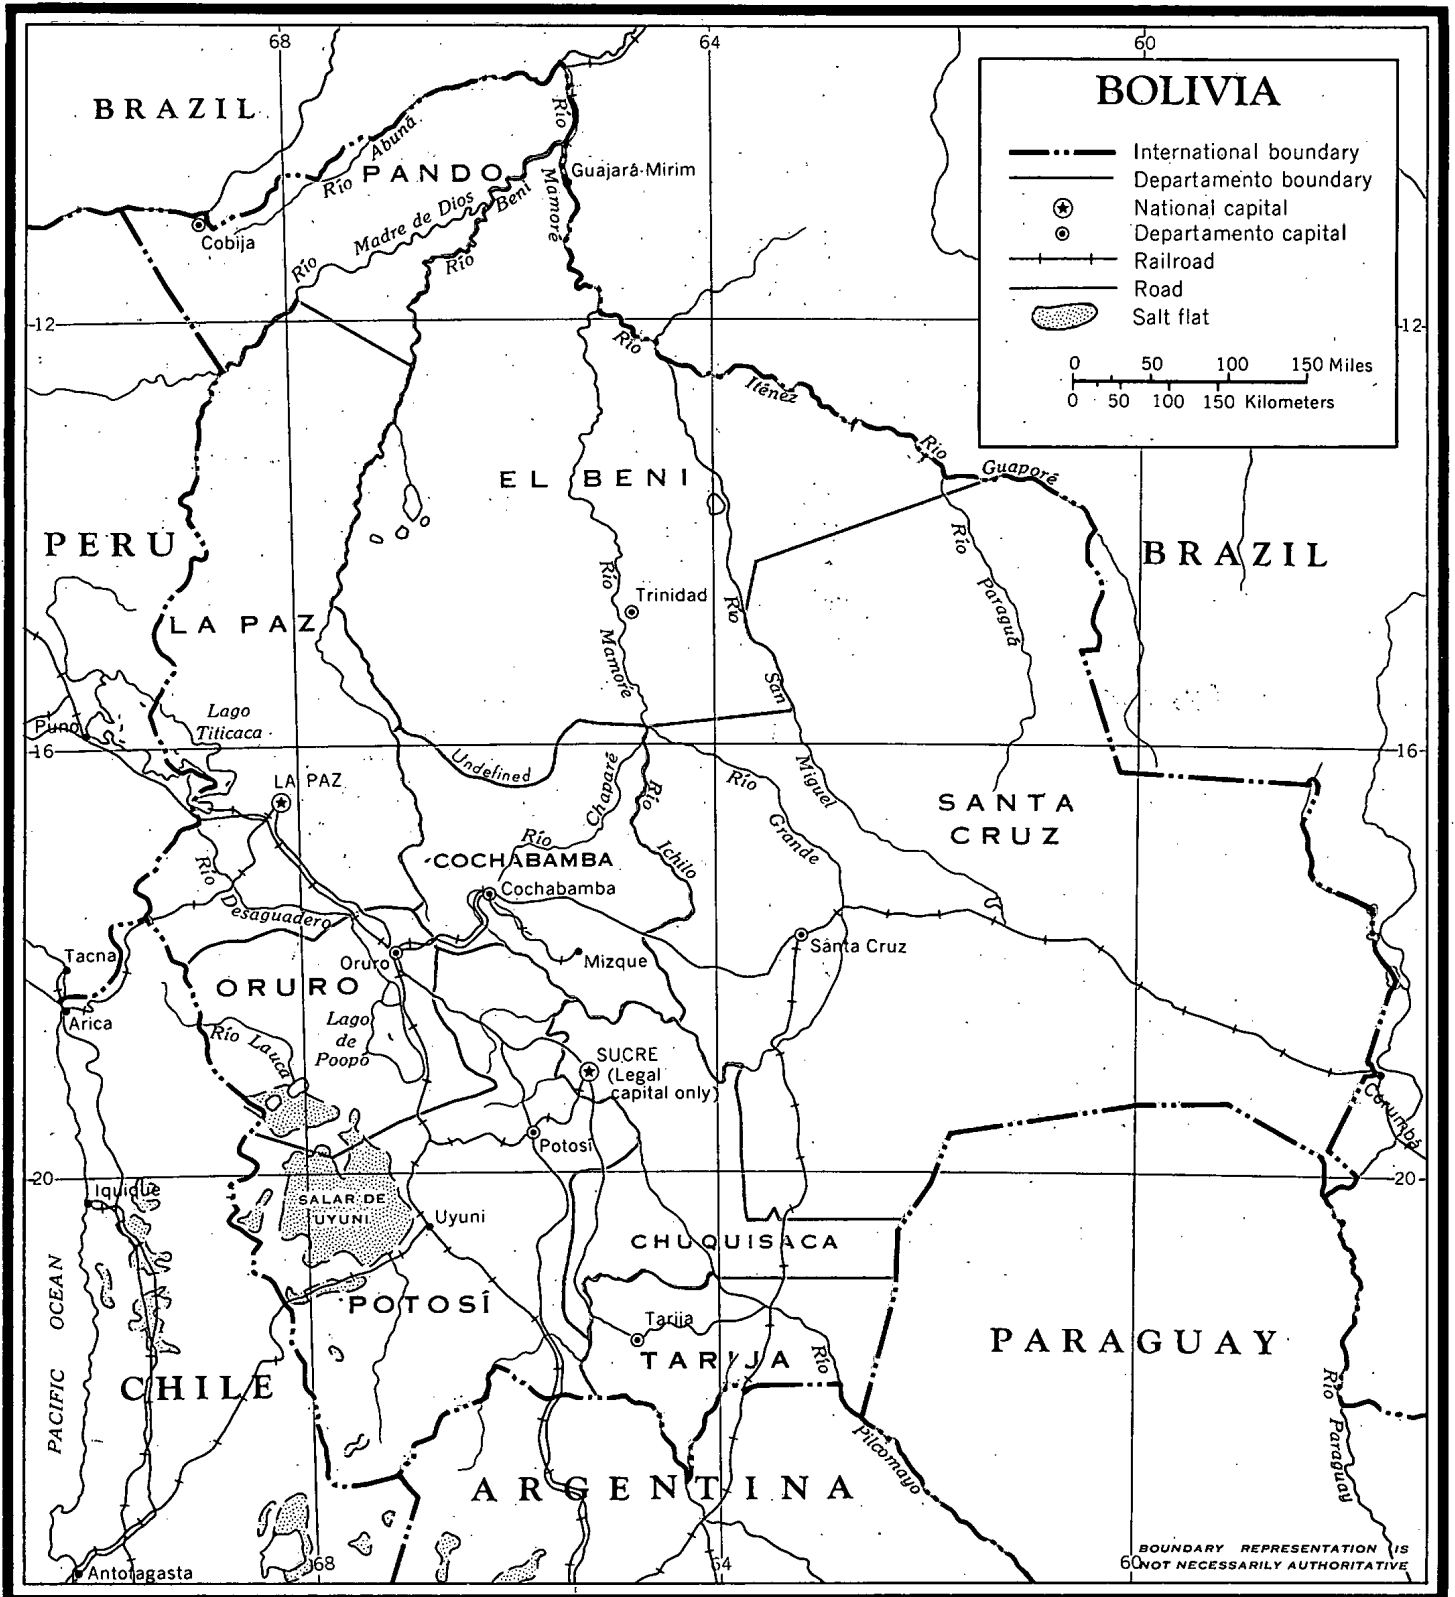 68
64
60
BRAZIL
BOLIVIA
International boundary
Departamento boundary
National capital
Departamento capital
Railroad
Road
Salt flat
0 50 100 150 Miles
0 50 100 150 Kilometers
Río Abuná
PANDO
Río
Mamoré
Guajará-Mirim
Cobija
Río Madre de Dios
Río Beni
12
12
Río
Iténez
Río
Guaporé
EL BENI
PERU
BRAZIL
Río
Paraguá
Río
Mamoré
Trinidad
Río
San
Miguel
LA PAZ
Lago
Titicaca
Puno
16
16
Undefined
LA PAZ
Río
Chaparé
Río
Ichilo
Río
Grande
SANTA
CRUZ
COCHABAMBA
Cochabamba
Río
Desaguadero
Tacna
Oruro
Mizque
Santa Cruz
ORURO
Arica
Río Lauca
Lago
de
Poopó
SUCRE
(Legal
capital only)
Corumbá
Potosí
20
20
Iquique
SALAR DE
UYUNI
Uyuni
CHUQUISACA
POTOSÍ
Tarija
TARIJA
Río
Pilcomayo
PARAGUAY
PACIFIC OCEAN
CHILE
Río
Paraguay
ARGENTINA
Antofagasta
68
64
60
BOUNDARY REPRESENTATION IS
NOT NECESSARILY AUTHORITATIVE